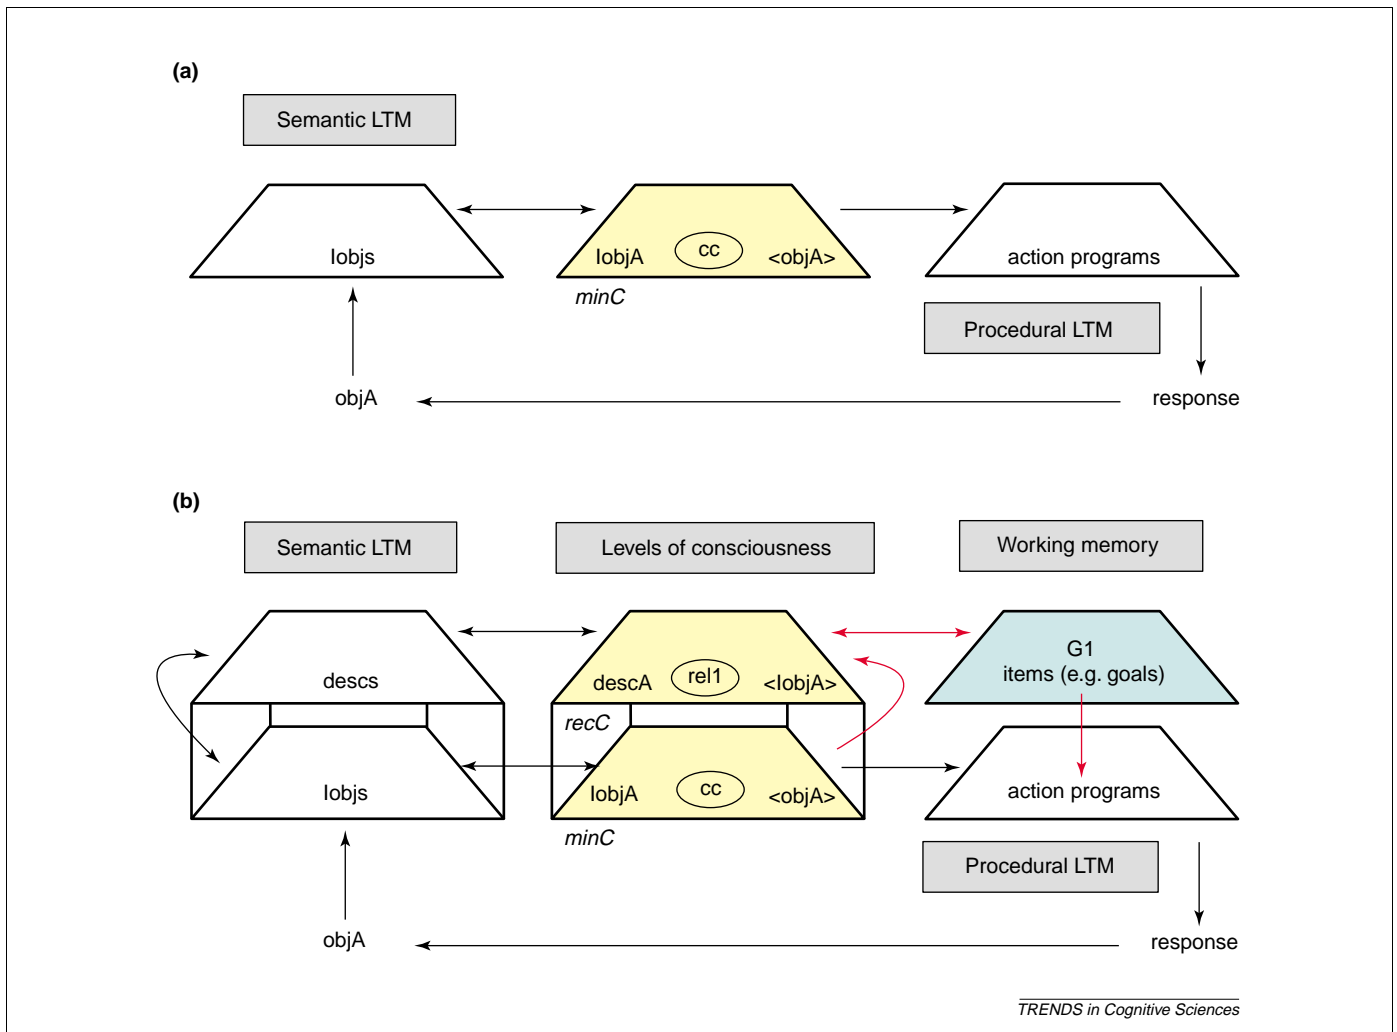 (a)
Semantic LTM
Iobjs
IobjA cc <objA>
action programs
minC
Procedural LTM
objA
response
(b)
Semantic LTM
Levels of consciousness
Working memory
G1
items (e.g. goals)
descs
descA rel1 <IobjA>
recC
Iobjs
IobjA cc <objA>
action programs
minC
Procedural LTM
objA
response
TRENDS in Cognitive Sciences